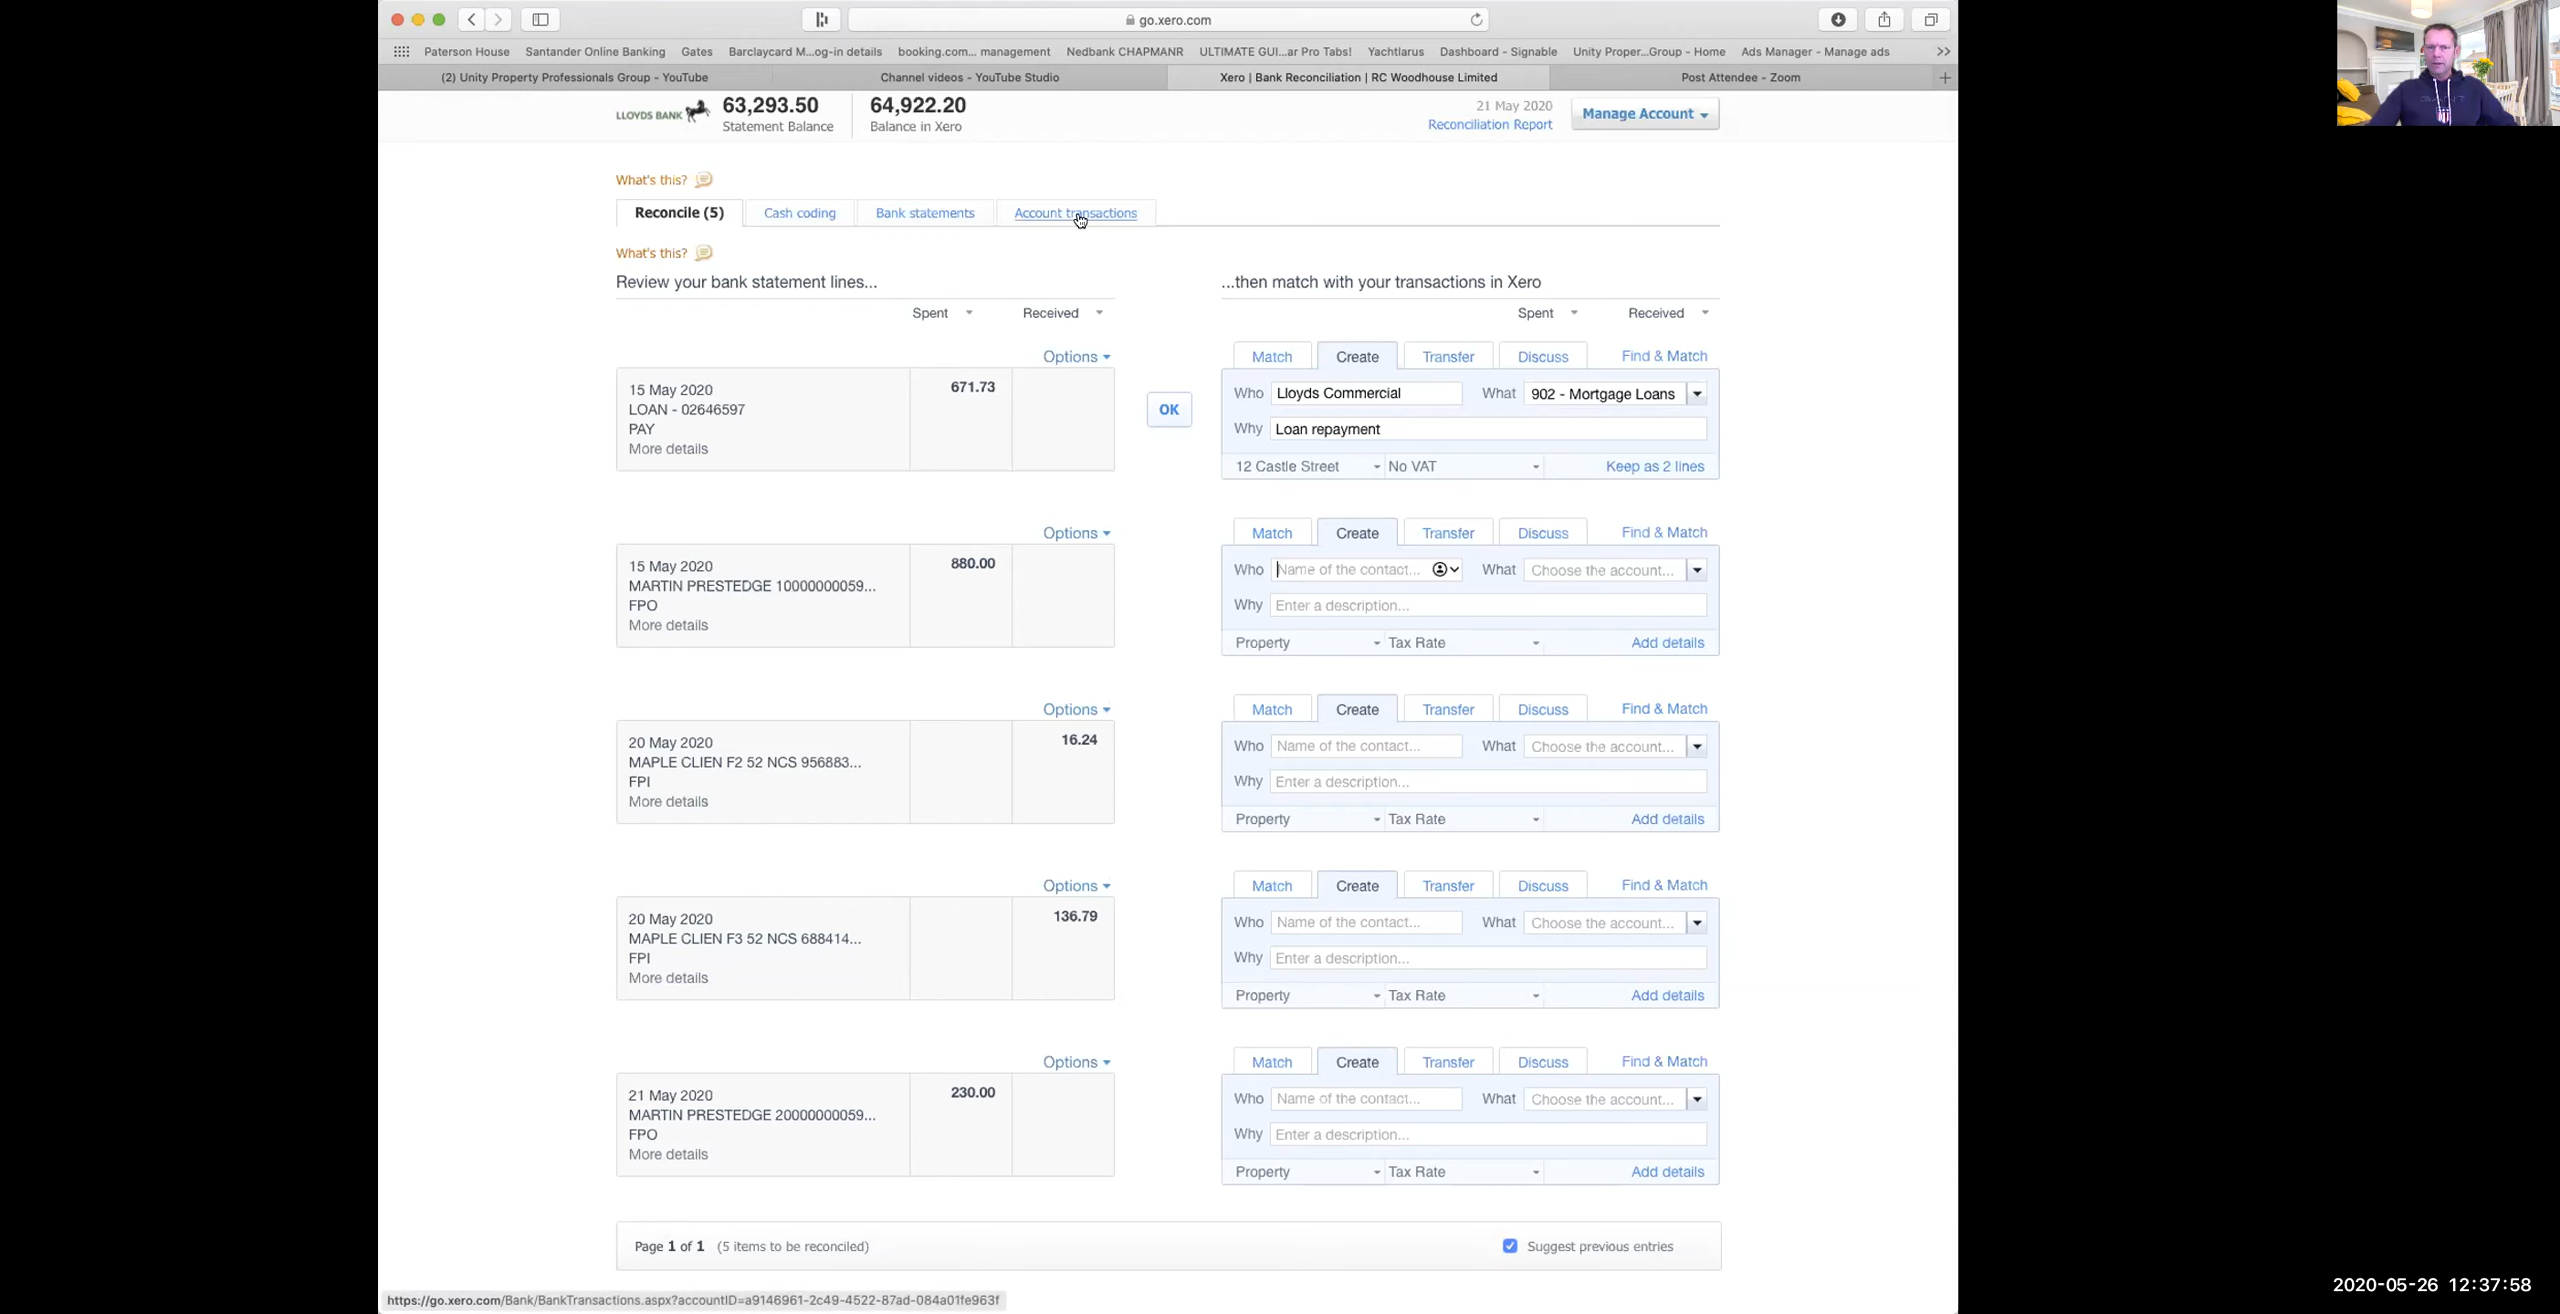 go.xero.com
Paterson House Santander Online Banking Gates Barclaycard M...og-in details booking.com... management Nedbank CHAPMANR ULTIMATE GUI...ar Pro Tabs! Yachtlarus Dashboard - Signable Unity Proper...Group - Home Ads Manager - Manage ads >>
(2) Unity Property Professionals Group - YouTube Channel videos - YouTube Studio Xero | Bank Reconciliation | RC Woodhouse Limited Post Attendee - Zoom +
LLOYDS BANK 63,293.50 64,922.20 21 May 2020 Manage Account
Statement Balance Balance in Xero Reconciliation Report
What's this?
Reconcile (5) Cash coding Bank statements Account transactions
What's this?
Review your bank statement lines... ...then match with your transactions in Xero
Spent Received Spent Received
Options Match Create Transfer Discuss Find & Match
15 May 2020 671.73 Who Lloyds Commercial What 902 - Mortgage Loans
LOAN - 02646597 OK
PAY Why Loan repayment
More details
12 Castle Street No VAT Keep as 2 lines
Options Match Create Transfer Discuss Find & Match
15 May 2020 880.00 Who Name of the contact... What Choose the account...
MARTIN PRESTEDGE 10000000059...
FPO Why Enter a description...
More details
Property Tax Rate Add details
Options Match Create Transfer Discuss Find & Match
20 May 2020 16.24 Who Name of the contact... What Choose the account...
MAPLE CLIEN F2 52 NCS 956883...
FPI Why Enter a description...
More details
Property Tax Rate Add details
Options Match Create Transfer Discuss Find & Match
20 May 2020 136.79 Who Name of the contact... What Choose the account...
MAPLE CLIEN F3 52 NCS 688414...
FPI Why Enter a description...
More details
Property Tax Rate Add details
Options Match Create Transfer Discuss Find & Match
21 May 2020 230.00 Who Name of the contact... What Choose the account...
MARTIN PRESTEDGE 20000000059...
FPO Why Enter a description...
More details
Property Tax Rate Add details
Page 1 of 1 (5 items to be reconciled) Suggest previous entries
https://go.xero.com/Bank/BankTransactions.aspx?accountID=a9146961-2c49-4522-87ad-084a01fe963f
2020-05-26 12:37:58